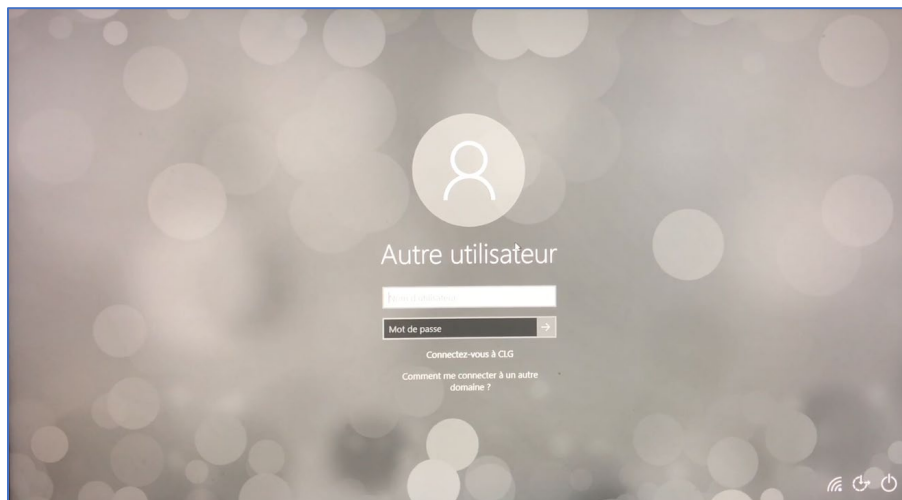 Autre utilisateur
Mot de passe
Connectez-vous à CLG
Comment me connecter à un autre
domaine ?